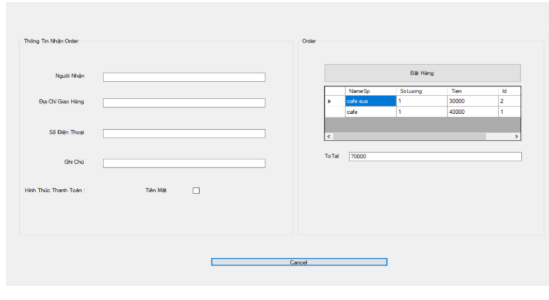 Thông Tin Nhận Order
Người Nhận
Địa Chỉ Giao Hàng
Số Điện Thoại
Ghi Chú
Hình Thức Thanh Toán :
Tiền Mặt
Order
Đặt Hàng
NameSp SoLuong Tien Id
cafe sua 1 30000 2
cafe 1 40000 1
ToTal 70000
Cancel